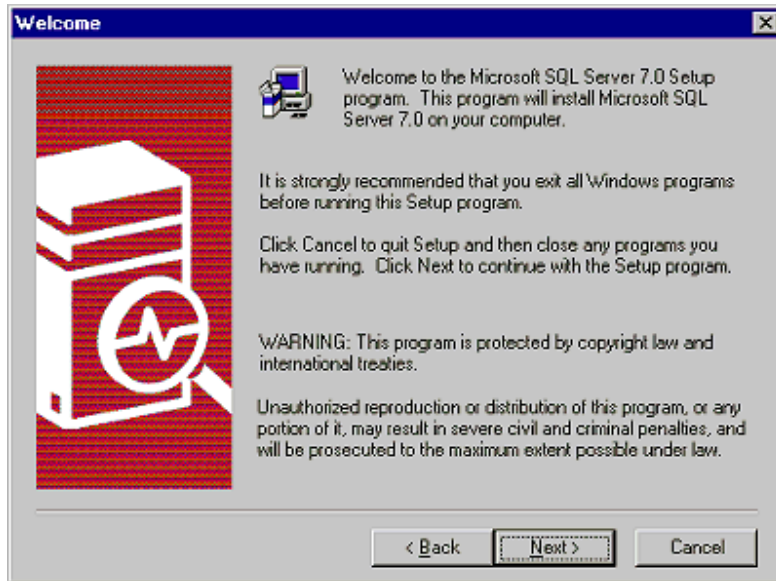 Welcome
Welcome to the Microsoft SQL Server 7.0 Setup
program. This program will install Microsoft SQL
Server 7.0 on your computer.
It is strongly recommended that you exit all Windows programs
before running this Setup program.
Click Cancel to quit Setup and then close any programs you
have running. Click Next to continue with the Setup program.
WARNING: This program is protected by copyright law and
international treaties.
Unauthorized reproduction or distribution of this program, or any
portion of it, may result in severe civil and criminal penalties, and
will be prosecuted to the maximum extent possible under law.
< Back Next > Cancel